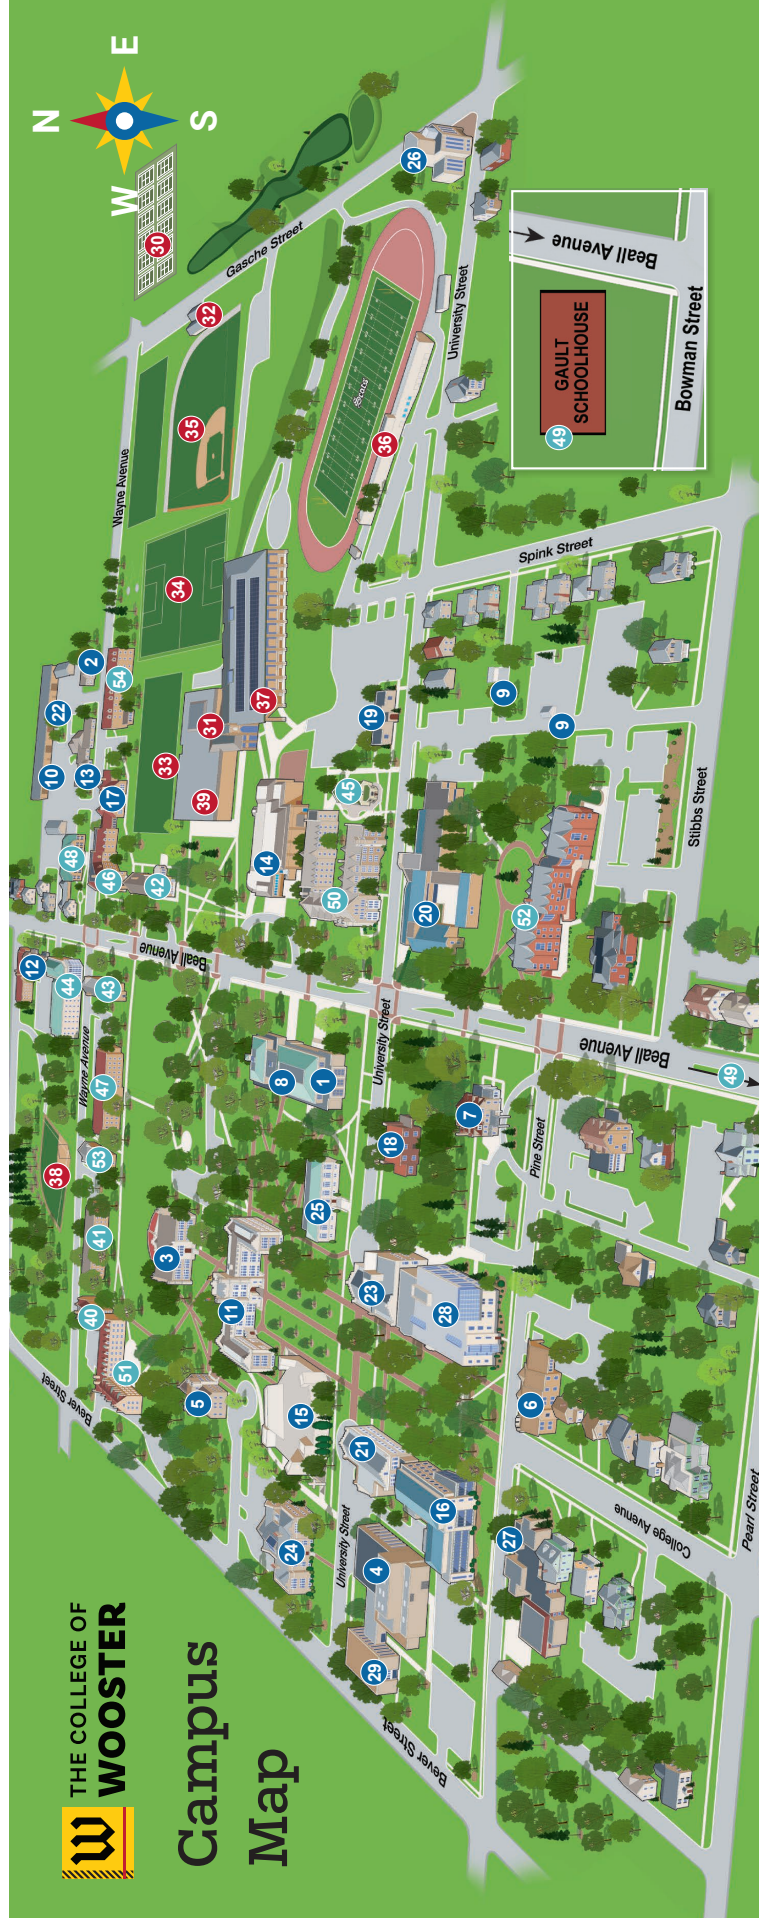 THE COLLEGE OF
WOOSTER
Campus
Map
N
E
S
W
Bever Street
Wayne Avenue
Beall Avenue
Wayne Avenue
Gasche Street
Bever Street
University Street
University Street
University Street
College Avenue
Pine Street
Beall Avenue
Stibbs Street
Spink Street
Pearl Street
SCOTS
GAULT
SCHOOLHOUSE
Beall Avenue
Bowman Street
1
2
3
4
5
6
7
8
9
9
10
11
12
13
14
15
16
17
18
19
20
21
22
23
24
25
26
27
28
29
30
31
32
33
34
35
36
37
38
39
40
41
42
43
44
45
46
47
48
49
49
50
51
52
53
54